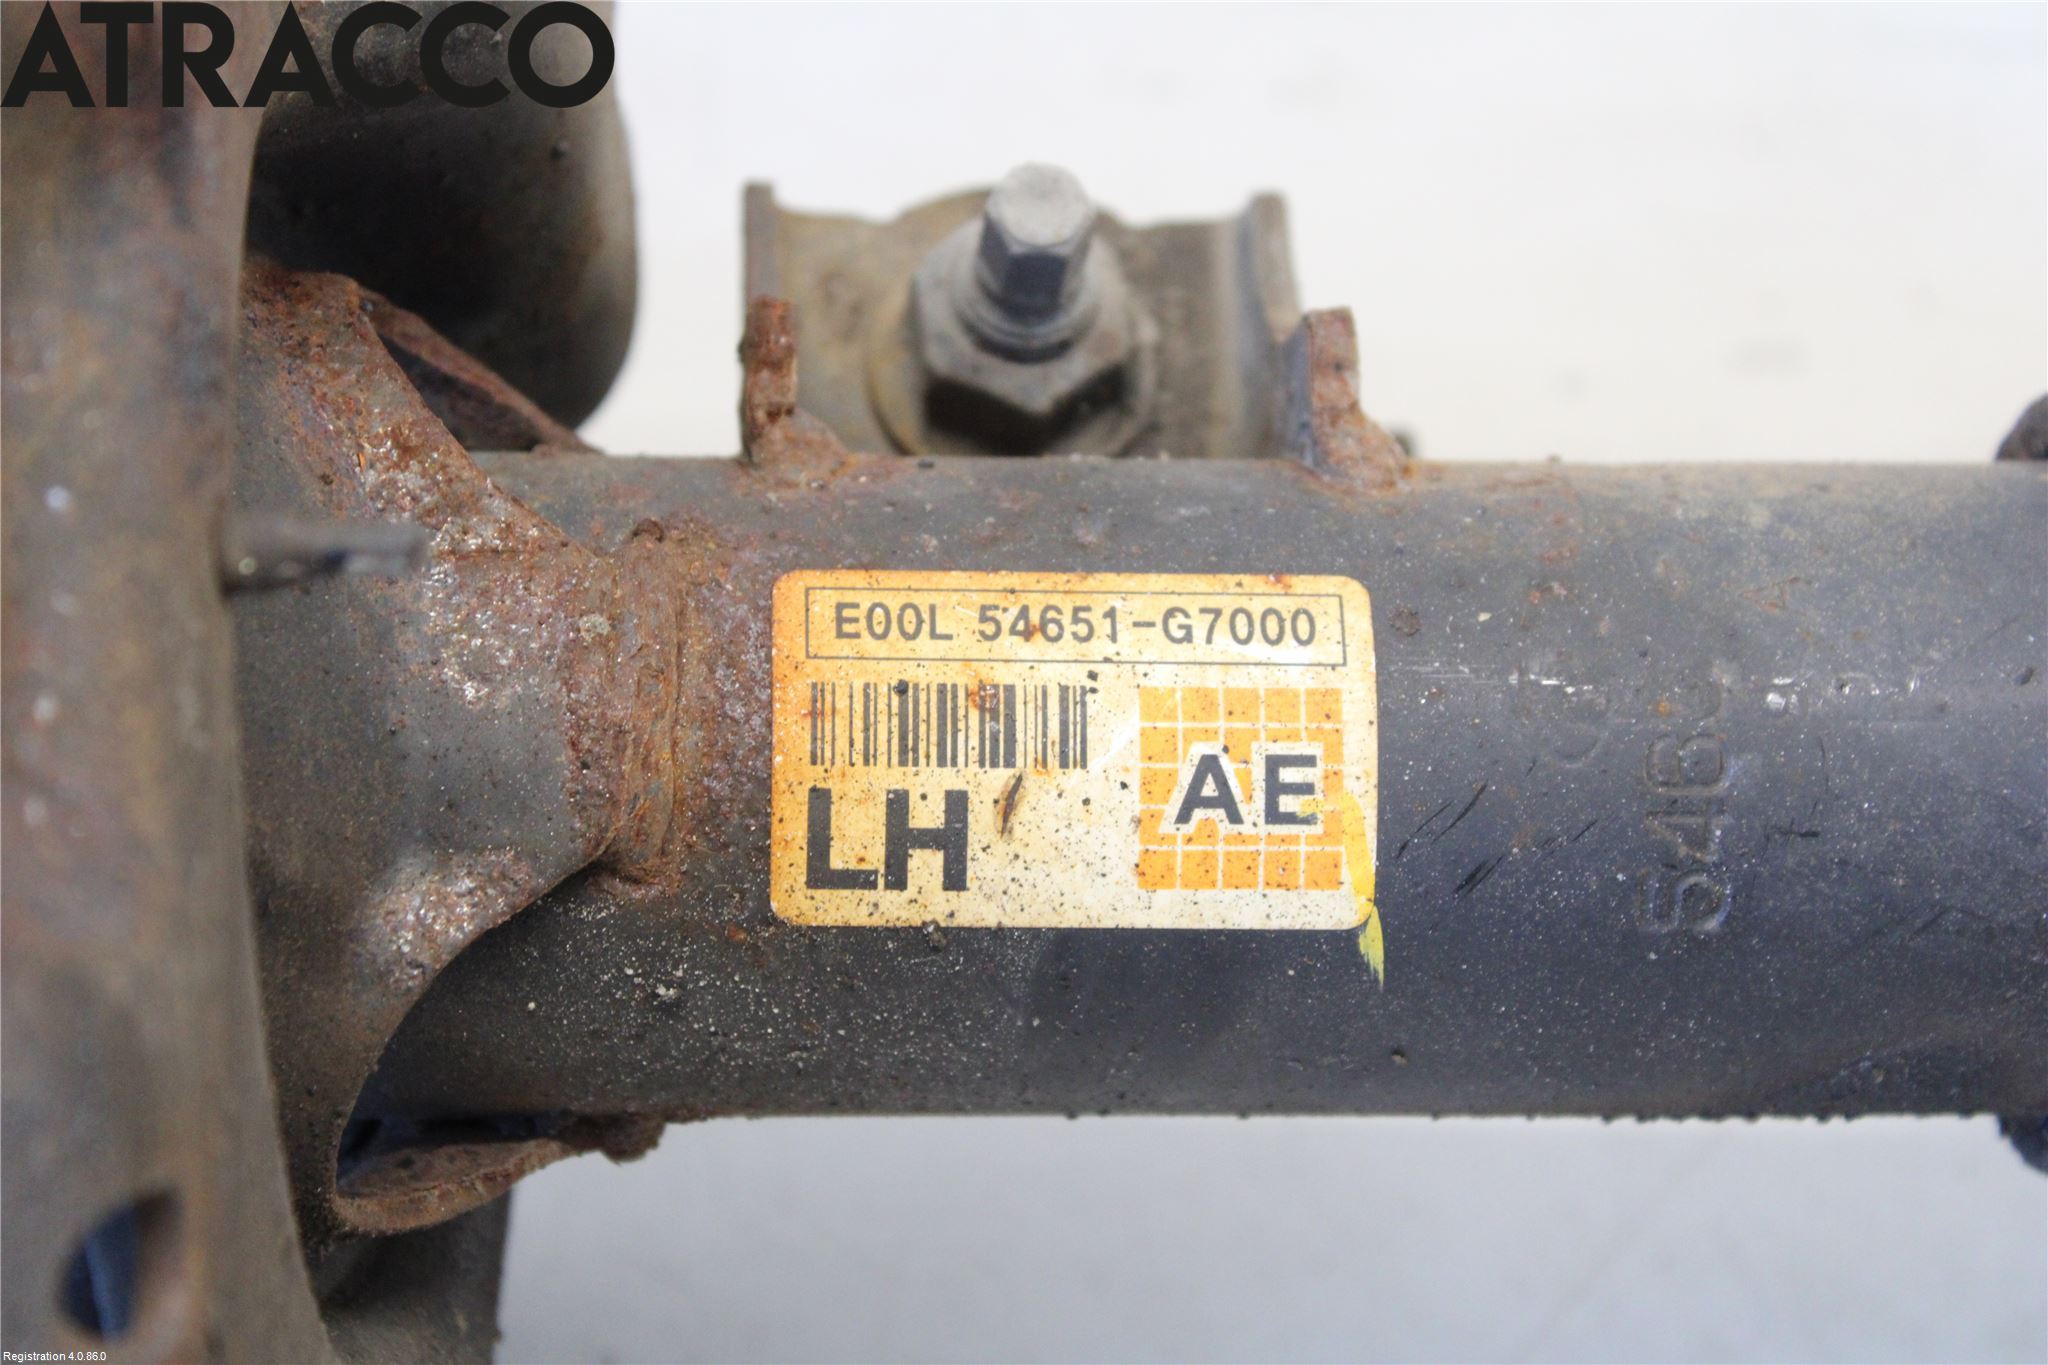 ATRACCO
E00L 54651-G7000
LH
AE
Registration 4.0.86.0